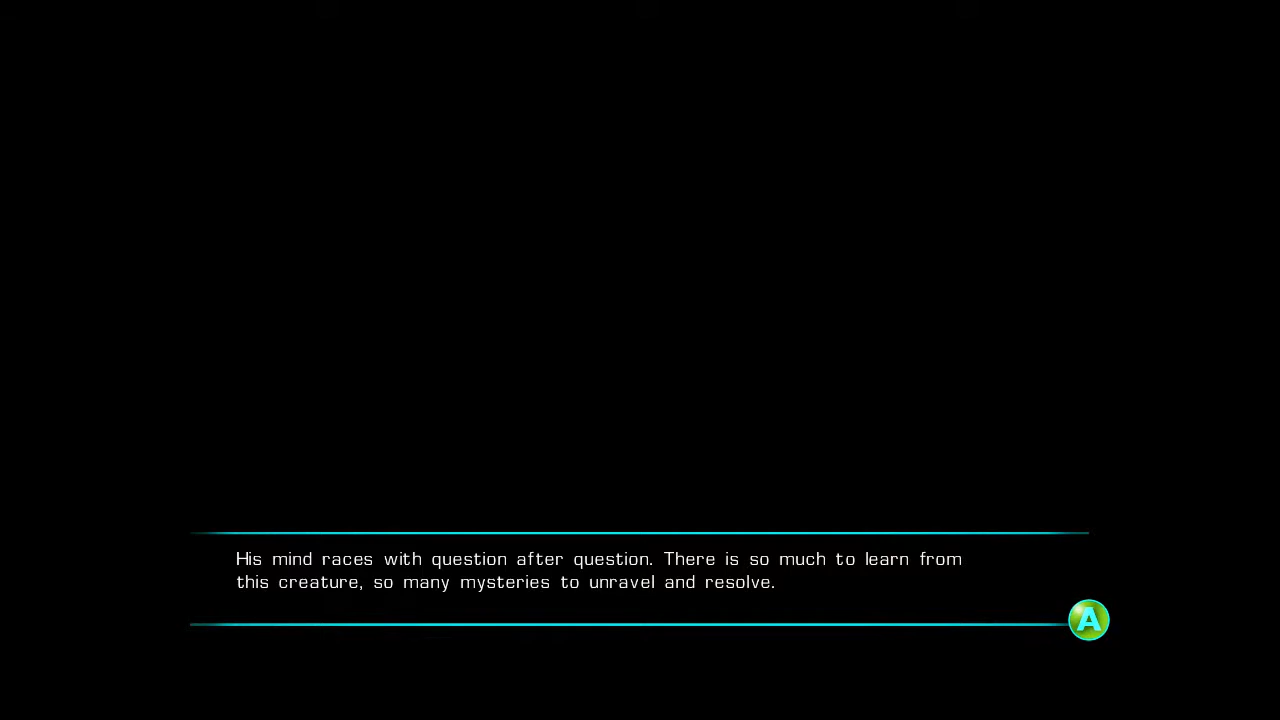 His mind races with question after question. There is so much to learn from
this creature, so many mysteries to unravel and resolve.
A